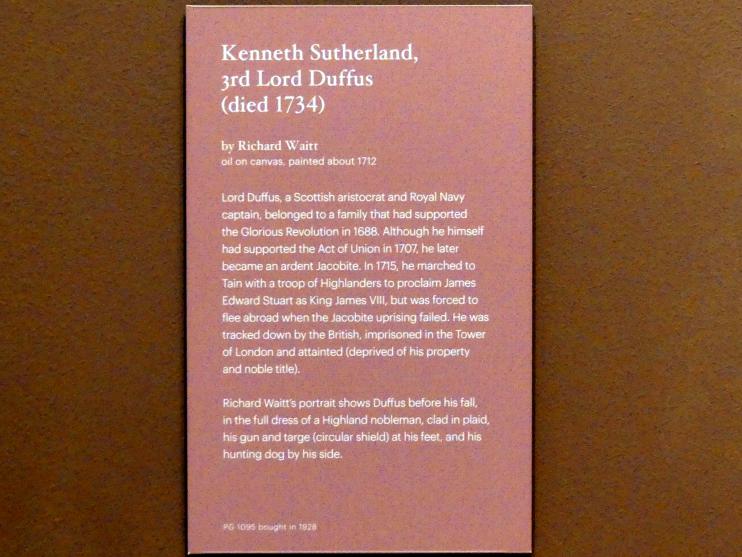 Kenneth Sutherland,
3rd Lord Duffus
(died 1734)
by Richard Waitt
oil on canvas, painted about 1712
Lord Duffus, a Scottish aristocrat and Royal Navy
captain, belonged to a family that had supported
the Glorious Revolution in 1688. Although he himself
had supported the Act of Union in 1707, he later
became an ardent Jacobite. In 1715, he marched to
Tain with a troop of Highlanders to proclaim James
Edward Stuart as King James VIII, but was forced to
flee abroad when the Jacobite uprising failed. He was
tracked down by the British, imprisoned in the Tower
of London and attainted (deprived of his property
and noble title).
Richard Waitt's portrait shows Duffus before his fall,
in the full dress of a Highland nobleman, clad in plaid,
his gun and targe (circular shield) at his feet, and his
hunting dog by his side.
PG 1095 bought in 1928